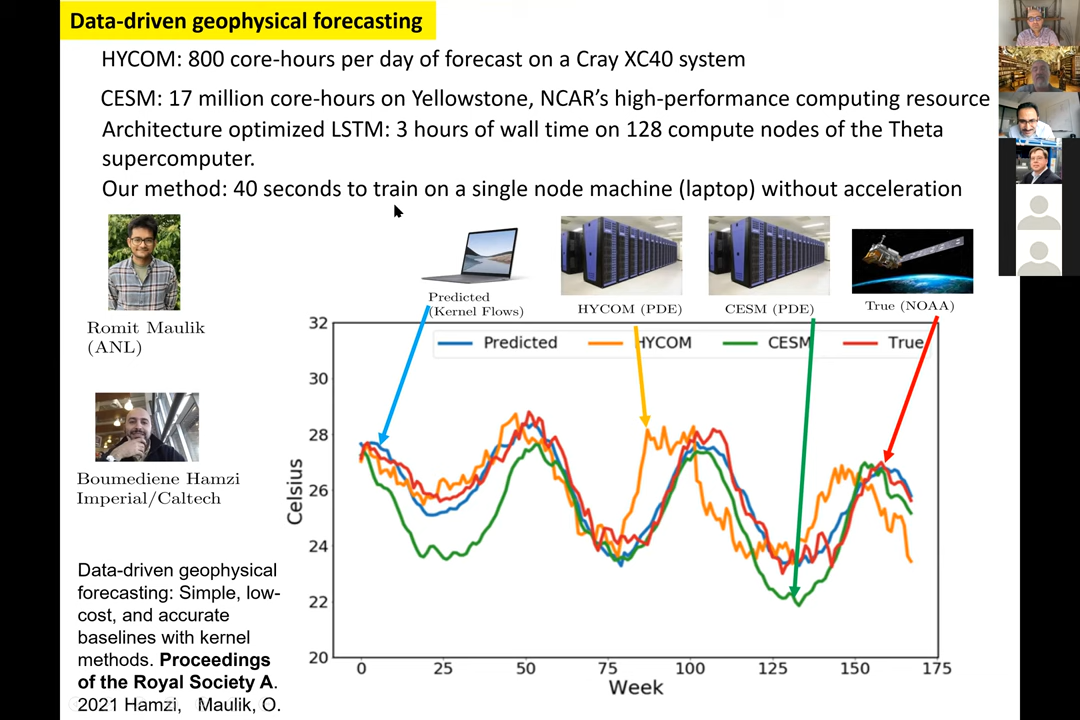 Data-driven geophysical forecasting
HYCOM: 800 core-hours per day of forecast on a Cray XC40 system
CESM: 17 million core-hours on Yellowstone, NCAR's high-performance computing resource
Architecture optimized LSTM: 3 hours of wall time on 128 compute nodes of the Theta
supercomputer.
Our method: 40 seconds to train on a single node machine (laptop) without acceleration
Romit Maulik
(ANL)
Boumediene Hamzi
Imperial/Caltech
Data-driven geophysical
forecasting: Simple, low-
cost, and accurate
baselines with kernel
methods. Proceedings
of the Royal Society A.
2021 Hamzi, Maulik, O.
Predicted
(Kernel Flows)
HYCOM (PDE)
CESM (PDE)
True (NOAA)
Predicted
HYCOM
CESM
True
Celsius
32
30
28
26
24
22
20
0
25
50
75
100
125
150
175
Week